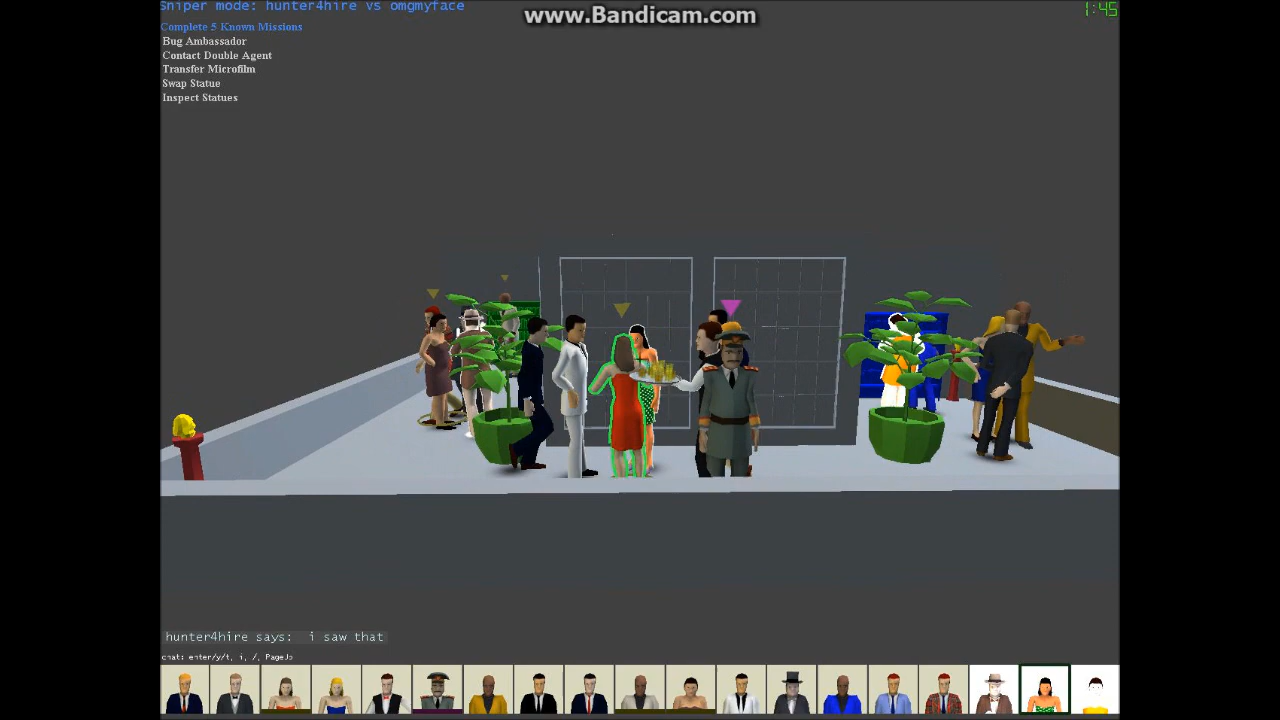 www.Bandicam.com
Sniper mode: hunter4hire vs omgmyface
1:45
Complete 5 Known Missions
Bug Ambassador
Contact Double Agent
Transfer Microfilm
Swap Statue
Inspect Statues
hunter4hire says: i saw that
chat: enter/y/t, i, /, PageUp